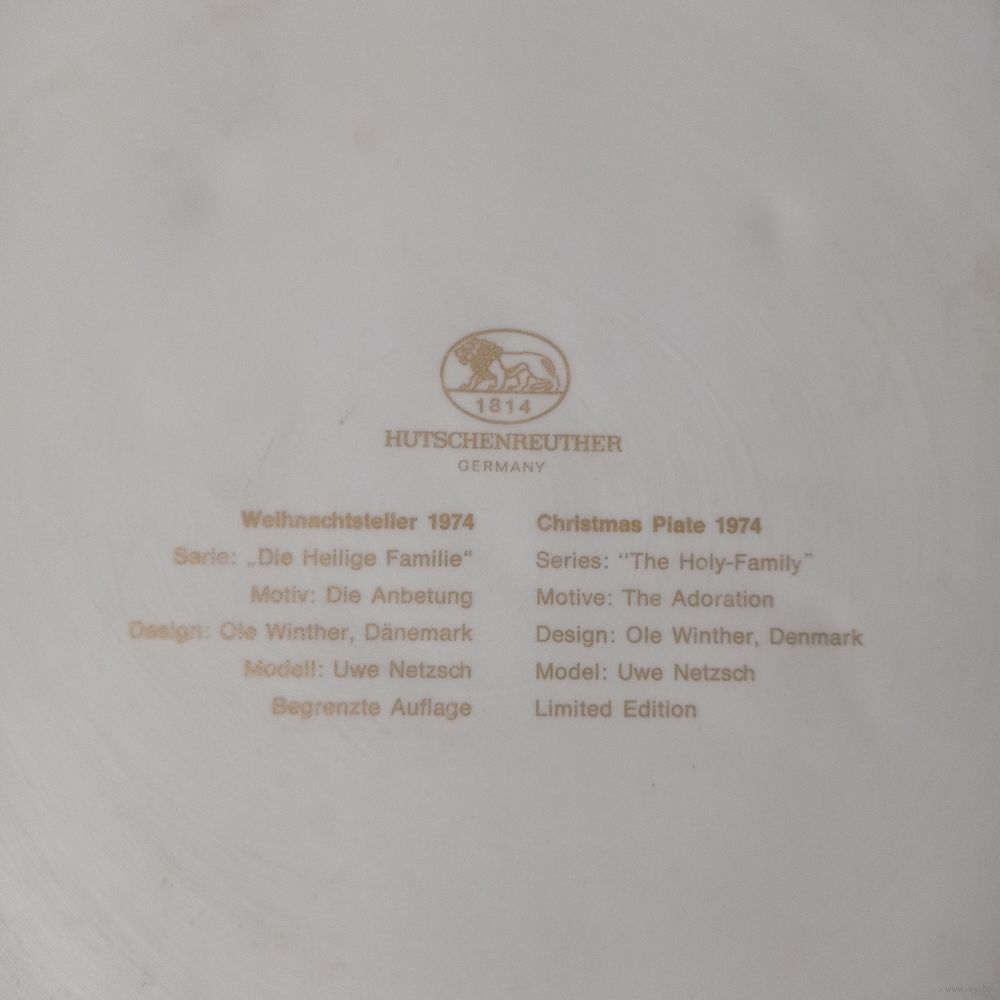 1814
HUTSCHENREUTHER
GERMANY
Weihnachtsteller 1974
Serie: „Die Heilige Familie“
Motiv: Die Anbetung
Design: Ole Winther, Dänemark
Modell: Uwe Netzsch
Begrenzte Auflage
Christmas Plate 1974
Series: “The Holy-Family”
Motive: The Adoration
Design: Ole Winther, Denmark
Model: Uwe Netzsch
Limited Edition